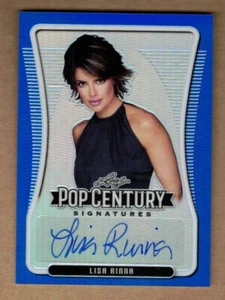 Leaf
POP CENTURY
SIGNATURES
Lisa Rinna
LISA RINNA